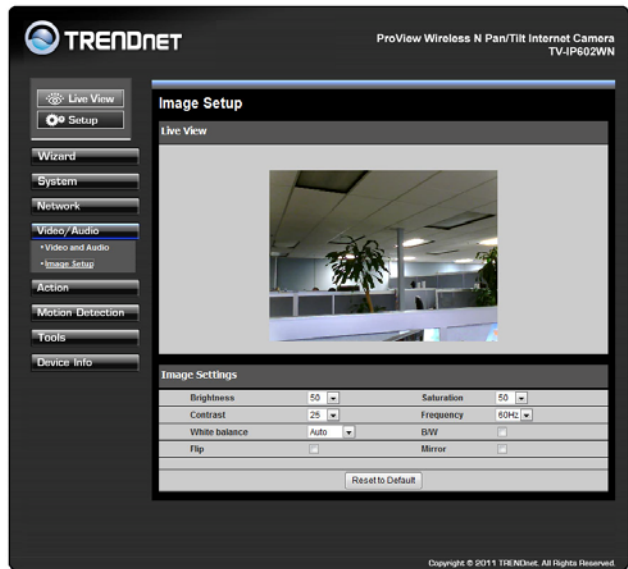 TRENDNET
ProView Wireless N Pan/Tilt Internet Camera
TV-IP602WN
Live View
Setup
Wizard
System
Network
Video/Audio
• Video and Audio
• Image Setup
Action
Motion Detection
Tools
Device Info
Image Setup
Live View
Image Settings
Brightness 50 Saturation 50
Contrast 25 Frequency 60Hz
White balance Auto B/W
Flip Mirror
Reset to Default
Copyright © 2011 TRENDnet. All Rights Reserved.